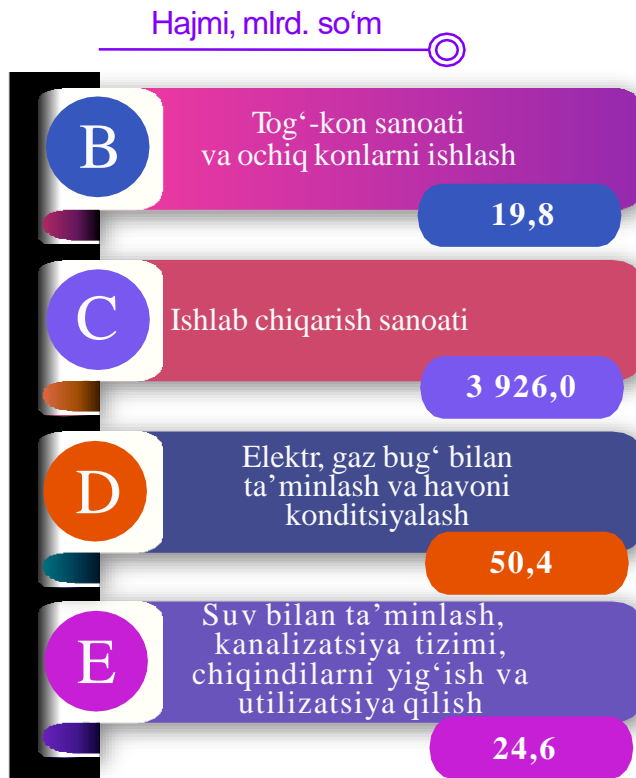 Hajmi, mlrd. so‘m
B
Tog‘-kon sanoati
va ochiq konlarni ishlash
19,8
C
Ishlab chiqarish sanoati
3 926,0
D
Elektr, gaz bug‘ bilan
ta’minlash va havoni
konditsiyalash
50,4
E
Suv bilan ta’minlash,
kanalizatsiya tizimi,
chiqindilarni yig‘ish va
utilizatsiya qilish
24,6